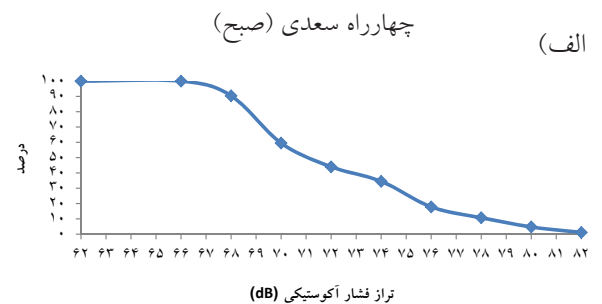 چهارراه سعدی (صبح)
الف)
۱۰۰
۹۰
۸۰
۷۰
۶۰
۵۰
۴۰
۳۰
۲۰
۱۰
۰
درصد
۶۲ ۶۳ ۶۴ ۶۵ ۶۶ ۶۷ ۶۸ ۶۹ ۷۰ ۷۱ ۷۲ ۷۳ ۷۴ ۷۵ ۷۶ ۷۷ ۷۸ ۷۹ ۸۰ ۸۱ ۸۲
تراز فشار آکوستیکی (dB)